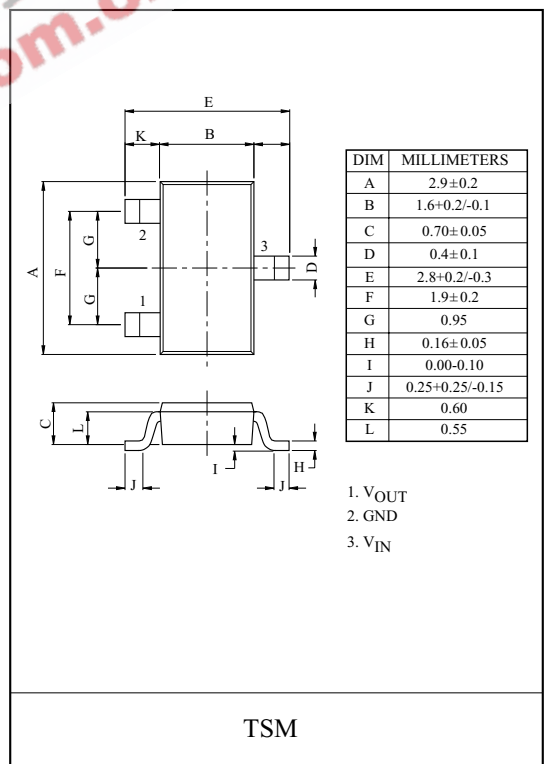 om.c
E
K
B
2
3
G
A
F
D
G
1
C
L
J
I
H
J
DIM MILLIMETERS
A 2.9±0.2
B 1.6+0.2/-0.1
C 0.70±0.05
D 0.4±0.1
E 2.8+0.2/-0.3
F 1.9±0.2
G 0.95
H 0.16±0.05
I 0.00-0.10
J 0.25+0.25/-0.15
K 0.60
L 0.55
1. VOUT
2. GND
3. VIN
TSM